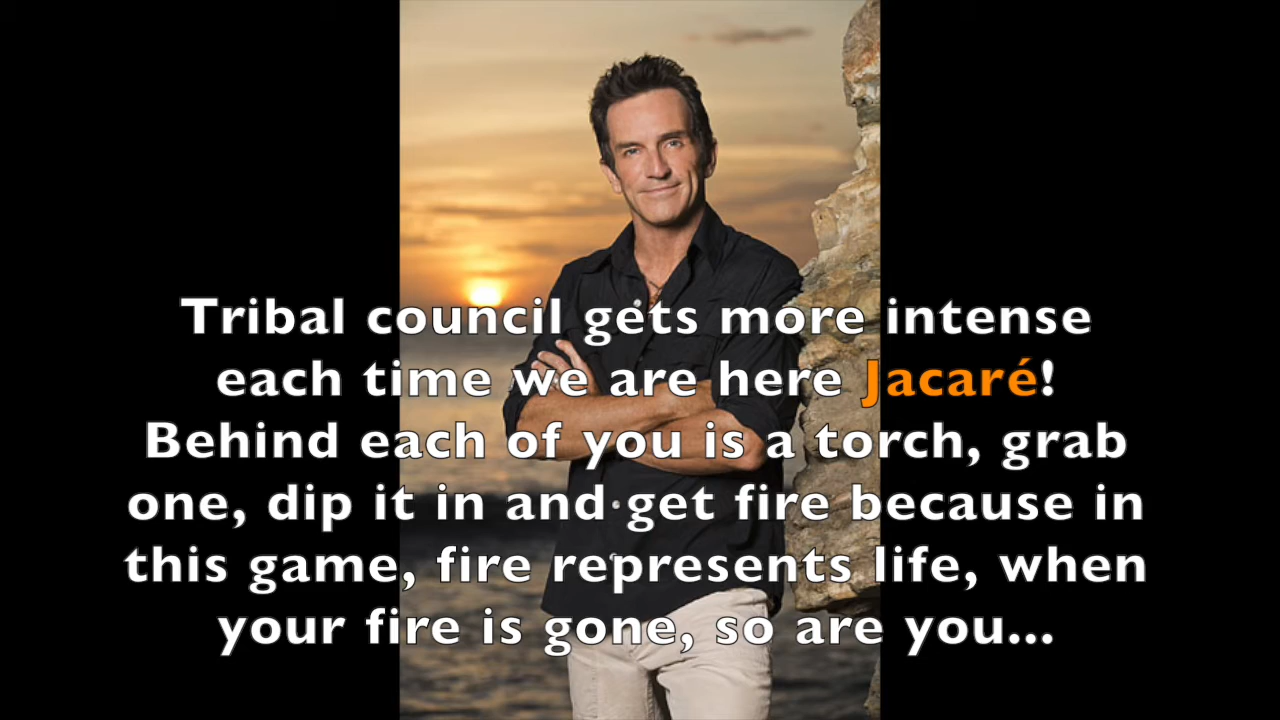 Tribal council gets more intense
each time we are here Jacaré!
Behind each of you is a torch, grab
one, dip it in and get fire because in
this game, fire represents life, when
your fire is gone, so are you...